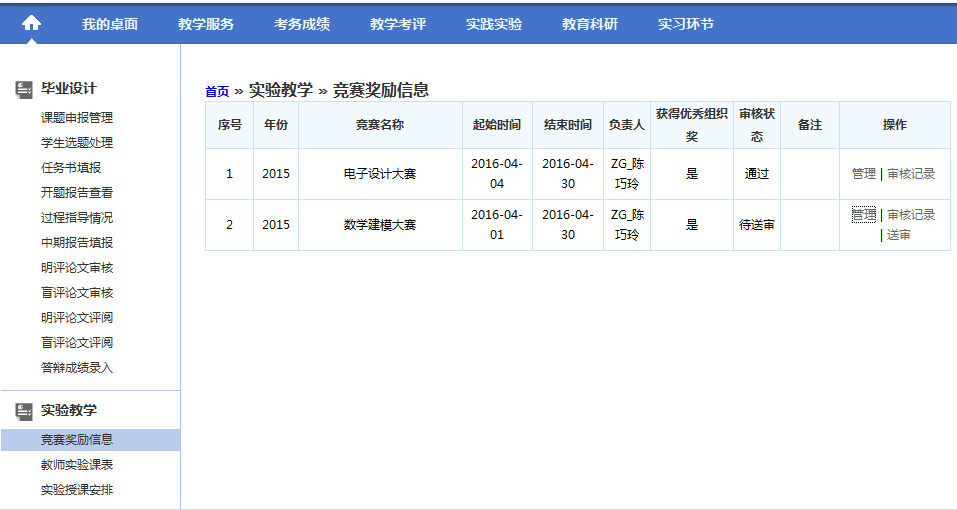 我的桌面 教学服务 考务成绩 教学考评 实践实验 教育科研 实习环节
毕业设计
课题申报管理
学生选题处理
任务书填报
开题报告查看
过程指导情况
中期报告填报
明评论文审核
盲评论文审核
明评论文评阅
盲评论文评阅
答辩成绩录入
实验教学
竞赛奖励信息
教师实验课表
实验授课安排
首页 » 实验教学 » 竞赛奖励信息
序号 年份 竞赛名称 起始时间 结束时间 负责人 获得优秀组织奖 审核状态 备注 操作
1 2015 电子设计大赛 2016-04-04 2016-04-30 ZG_陈巧玲 是 通过 管理 | 审核记录
2 2015 数学建模大赛 2016-04-01 2016-04-30 ZG_陈巧玲 是 待送审 管理 | 审核记录 | 送审